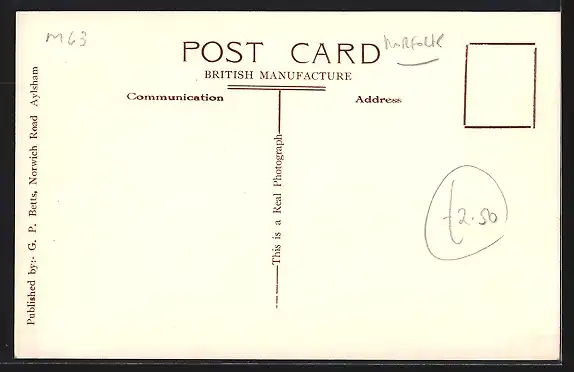 M63
POST CARD
NORFOLK
BRITISH MANUFACTURE
Communication
Address
This is a Real Photograph
Published by:- G. P. Betts, Norwich Road Aylsham
£2.50